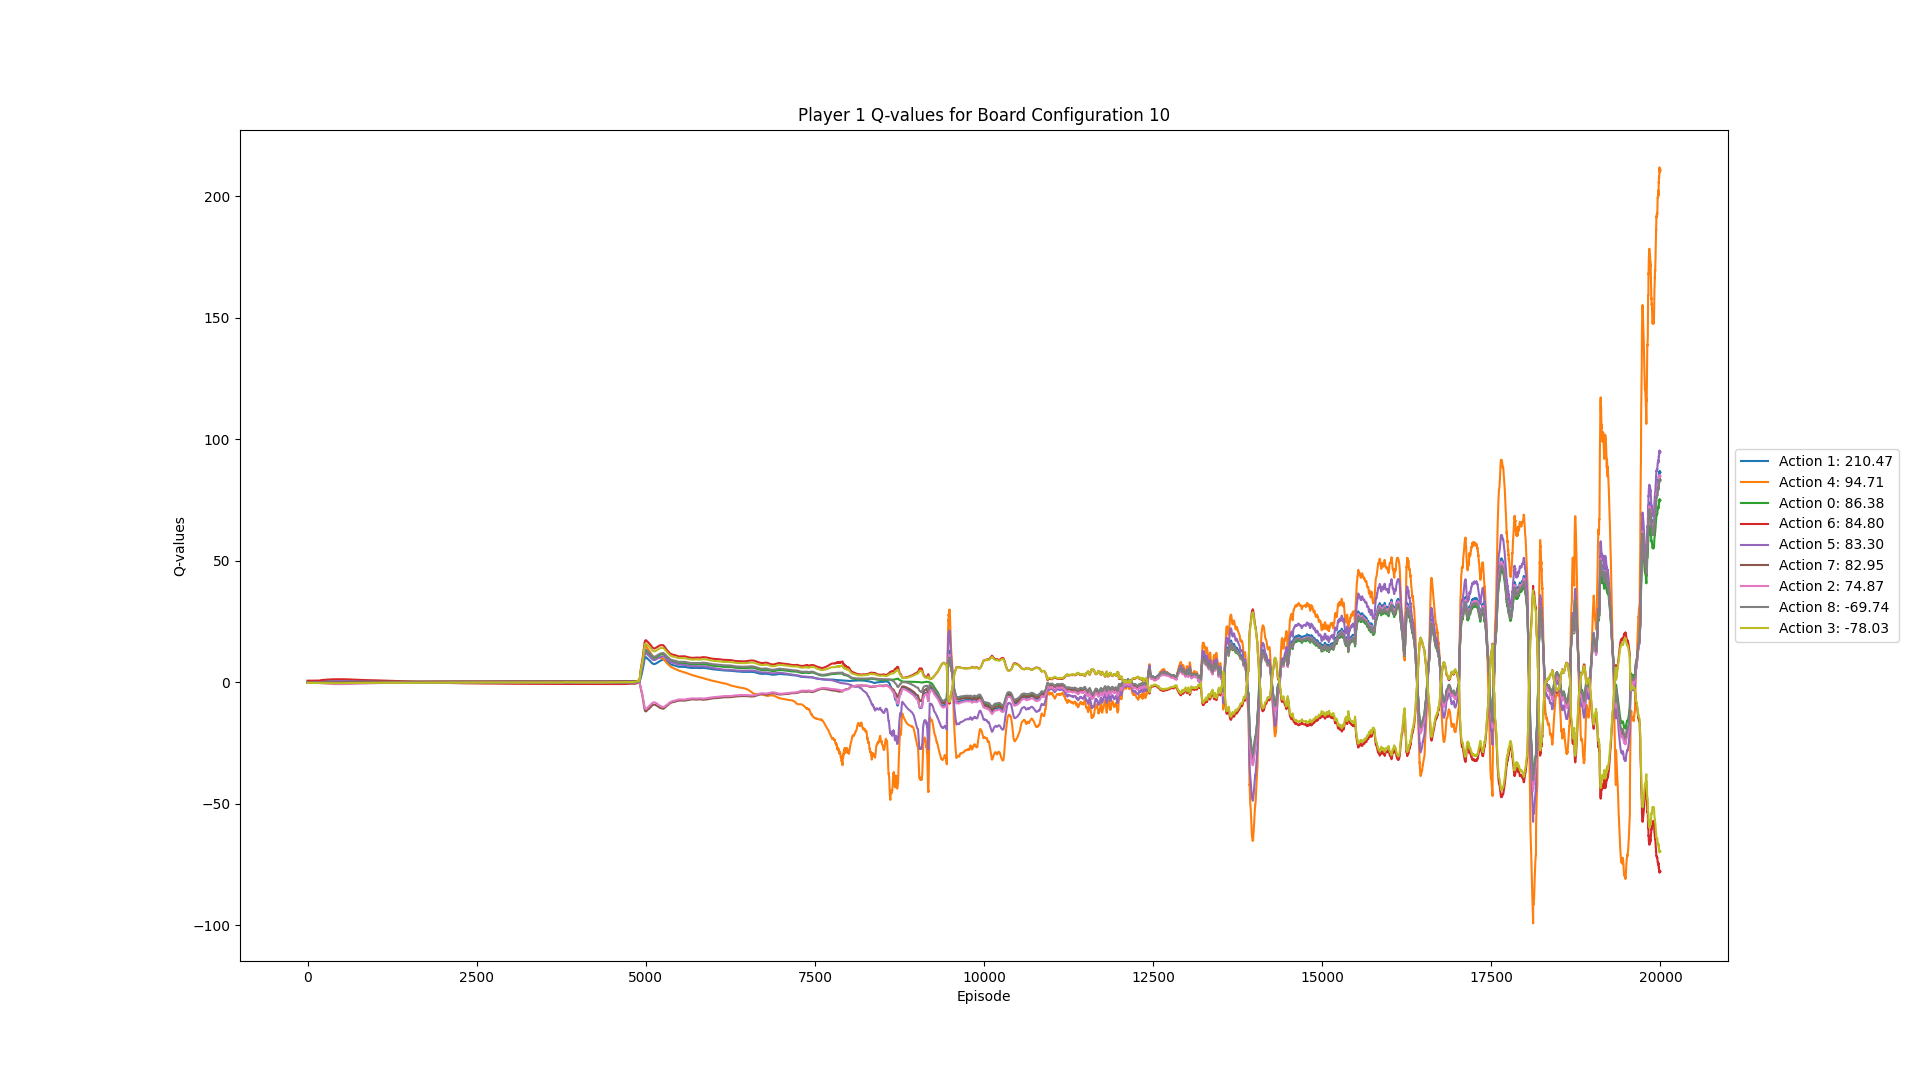 Player 1 Q-values for Board Configuration 10
200
150
100
50
0
−50
−100
Q-values
0
2500
5000
7500
10000
12500
15000
17500
20000
Episode
Action 1: 210.47
Action 4: 94.71
Action 0: 86.38
Action 6: 84.80
Action 5: 83.30
Action 7: 82.95
Action 2: 74.87
Action 8: -69.74
Action 3: -78.03